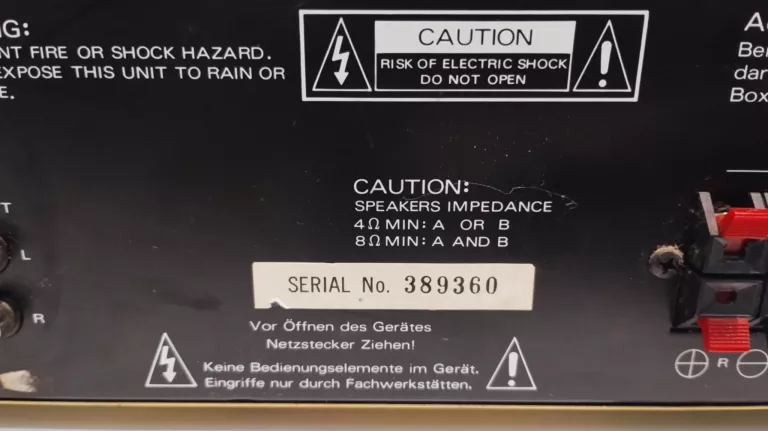 G:
NT FIRE OR SHOCK HAZARD.
EXPOSE THIS UNIT TO RAIN OR
E.
CAUTION
RISK OF ELECTRIC SHOCK
DO NOT OPEN
A
Bei
dar
Box
CAUTION:
SPEAKERS IMPEDANCE
4Ω MIN: A OR B
8Ω MIN: A AND B
T
L
R
SERIAL No. 389360
Vor Öffnen des Gerätes
Netzstecker Ziehen!
Keine Bedienungselemente im Gerät.
Eingriffe nur durch Fachwerkstätten.
⊕ R ⊖